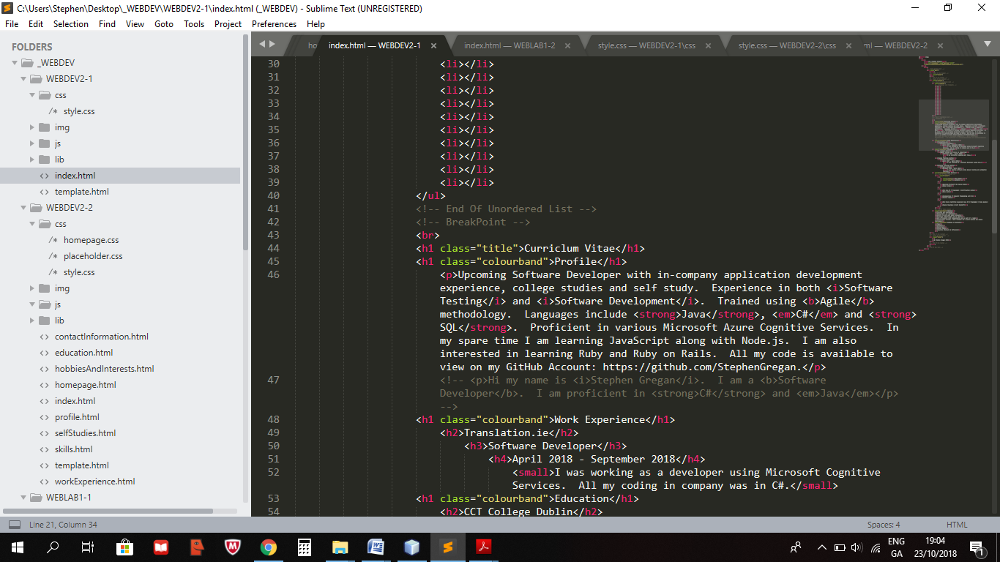 C:\Users\Stephen\Desktop\_WEBDEV\WEBDEV2-1\index.html (_WEBDEV) - Sublime Text (UNREGISTERED)
File Edit Selection Find View Goto Tools Project Preferences Help
FOLDERS
_WEBDEV
WEBDEV2-1
css
/* style.css
img
js
lib
<> index.html
<> template.html
WEBDEV2-2
css
/* homepage.css
/* placeholder.css
/* style.css
img
js
lib
<> contactInformation.html
<> education.html
<> hobbiesAndInterests.html
<> homepage.html
<> index.html
<> profile.html
<> selfStudies.html
<> skills.html
<> template.html
<> workExperience.html
WEBLAB1-1
ho index.html — WEBDEV2-1 × index.html — WEBLAB1-2 × style.css — WEBDEV2-1\css × style.css — WEBDEV2-2\css × ml — WEBDEV2-2 ×
30 <li></li>
31 <li></li>
32 <li></li>
33 <li></li>
34 <li></li>
35 <li></li>
36 <li></li>
37 <li></li>
38 <li></li>
39 <li></li>
40 </ul>
41 <!-- End Of Unordered List -->
42 <!-- BreakPoint -->
43 <br>
44 <h1 class="title">Curriclum Vitae</h1>
45 <h1 class="colourband">Profile</h1>
46 <p>Upcoming Software Developer with in-company application development
experience, college studies and self study.  Experience in both <i>Software
Testing</i> and <i>Software Development</i>.  Trained using <b>Agile</b>
methodology.  Languages include <strong>Java</strong>, <em>C#</em> and <strong>
SQL</strong>.  Proficient in various Microsoft Azure Cognitive Services.  In
my spare time I am learning JavaScript along with Node.js.  I am also
interested in learning Ruby and Ruby on Rails.  All my code is available to
view on my GitHub Account: https://github.com/StephenGregan.</p>
47 <!-- <p>Hi my name is <i>Stephen Gregan</i>.  I am a <b>Software
Developer</b>.  I am proficient in <strong>C#</strong> and <em>Java</em></p>
-->
48 <h1 class="colourband">Work Experience</h1>
49 <h2>Translation.ie</h2>
50 <h3>Software Developer</h3>
51 <h4>April 2018 - September 2018</h4>
52 <small>I was working as a developer using Microsoft Cognitive
Services.  All my coding in company was in C#.</small>
53 <h1 class="colourband">Education</h1>
54 <h2>CCT College Dublin</h2>
Line 21, Column 34 Spaces: 4 HTML
ENG 19:04
GA 23/10/2018 1